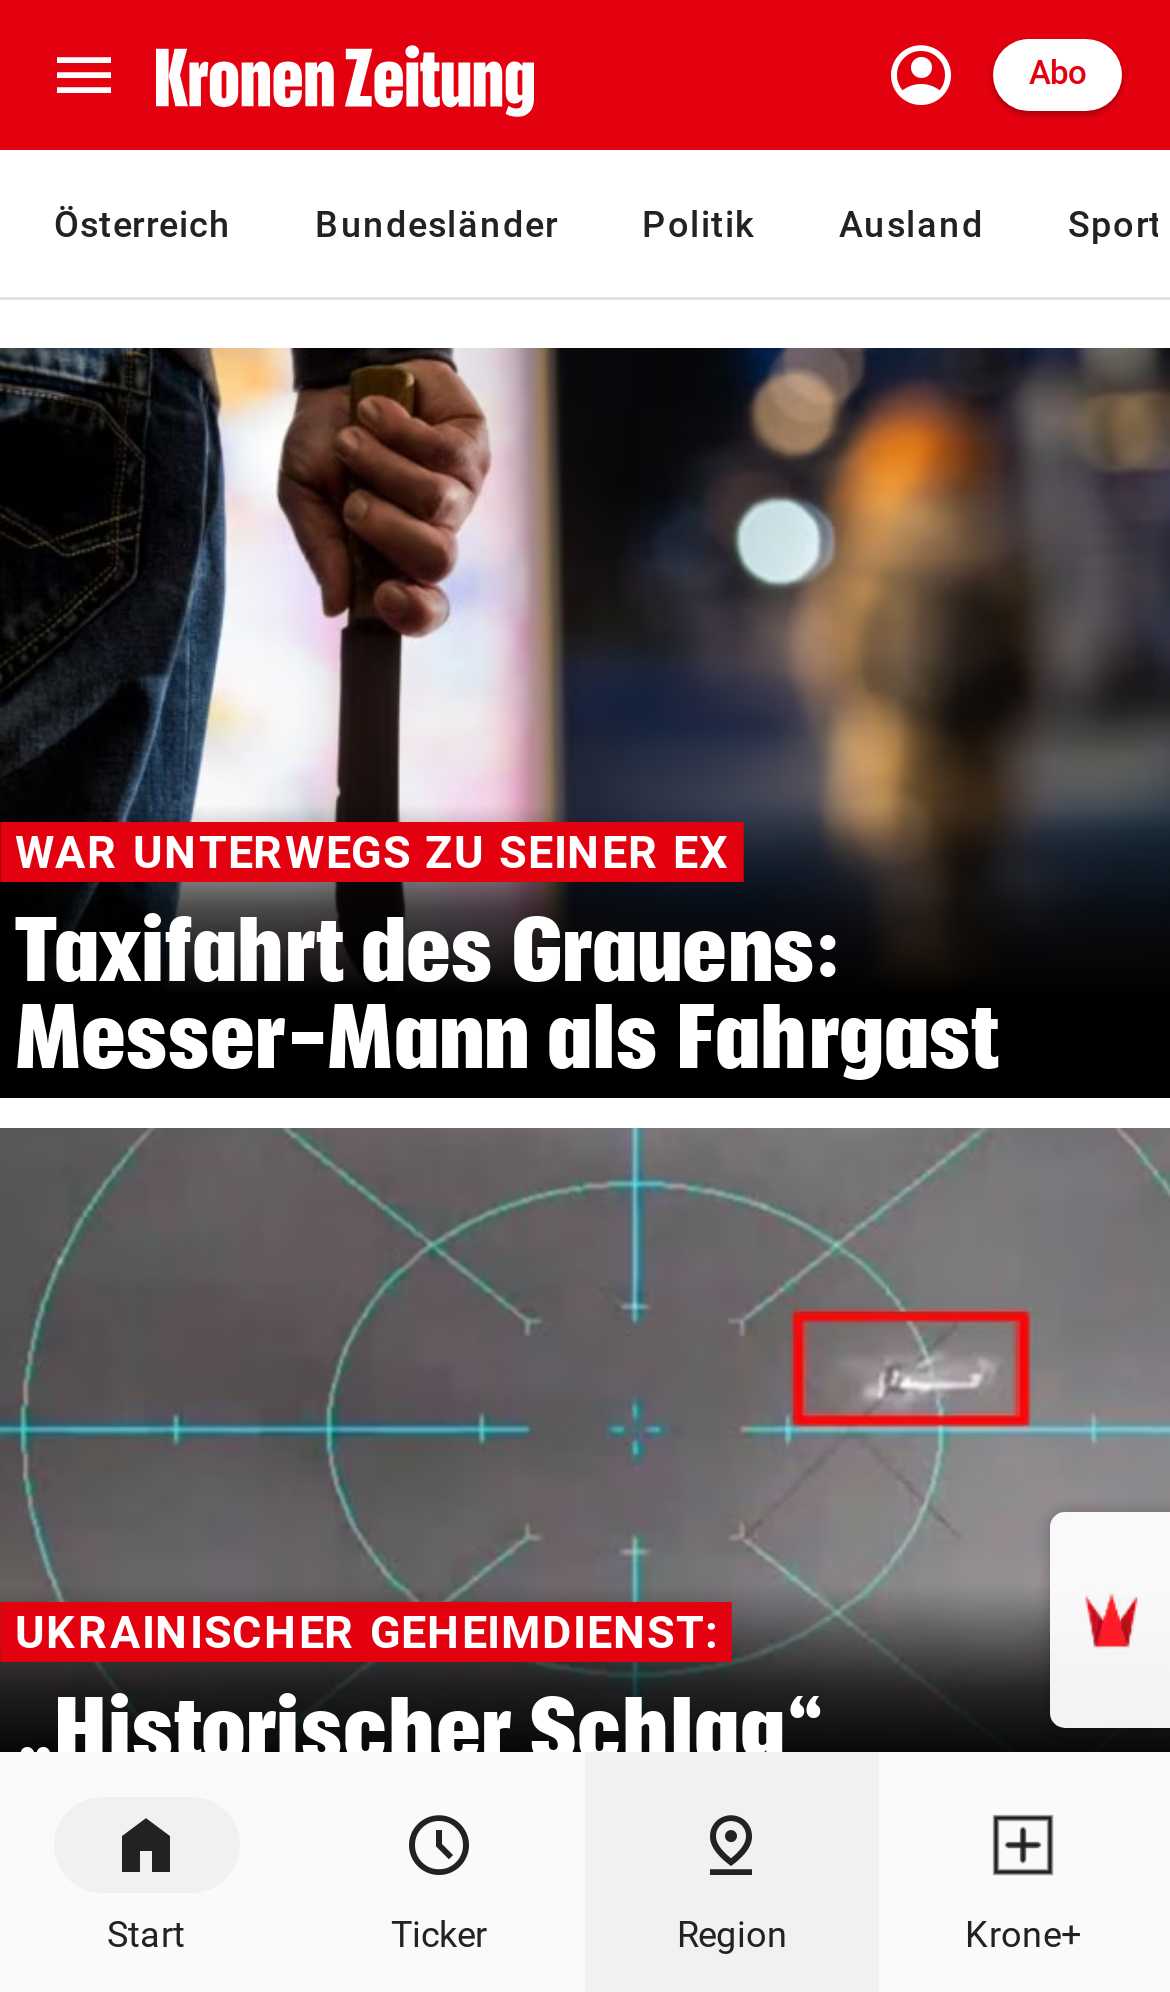 Kronen Zeitung
Abo
Österreich
Bundesländer
Politik
Ausland
Sport
WAR UNTERWEGS ZU SEINER EX
Taxifahrt des Grauens:
Messer-Mann als Fahrgast
UKRAINISCHER GEHEIMDIENST:
„Historischer Schlag“
Start
Ticker
Region
Krone+